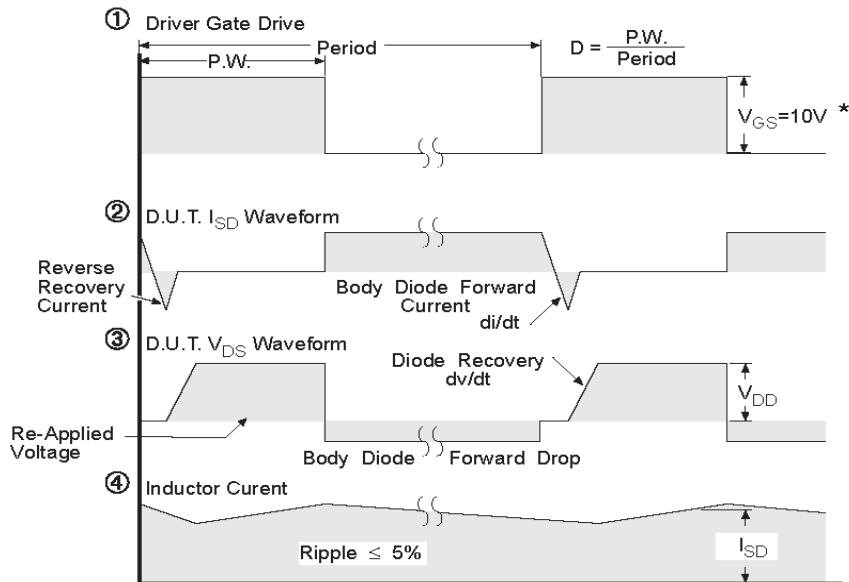 ① Driver Gate Drive
Period
P.W.
D = P.W. / Period
V_GS=10V *
② D.U.T. I_SD Waveform
Reverse
Recovery
Current
Body Diode Forward
Current
di/dt
③ D.U.T. V_DS Waveform
Diode Recovery
dv/dt
V_DD
Re-Applied
Voltage
Body Diode Forward Drop
④ Inductor Curent
Ripple ≤ 5%
I_SD